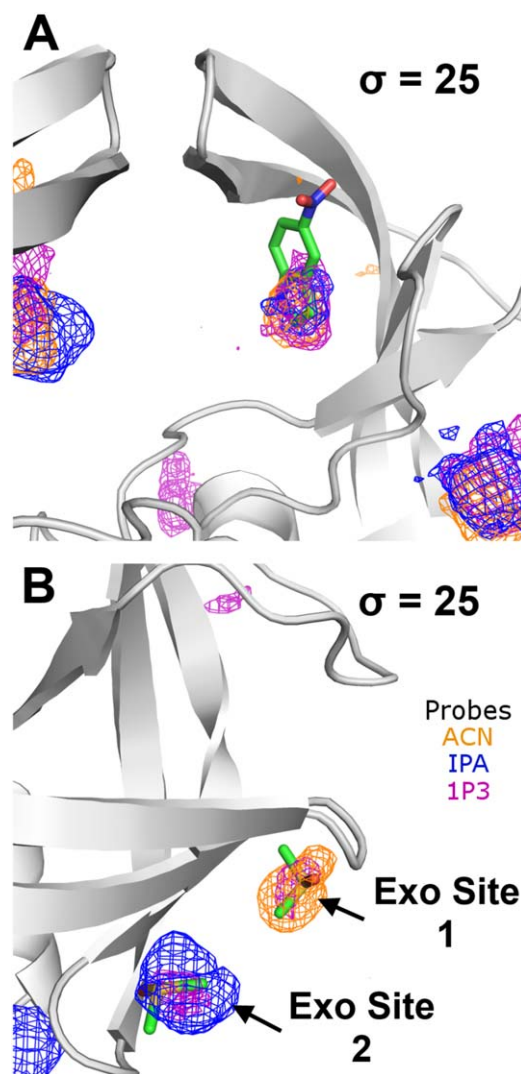 A
σ = 25
B
σ = 25
Probes
ACN
IPA
1P3
Exo Site
1
Exo Site
2